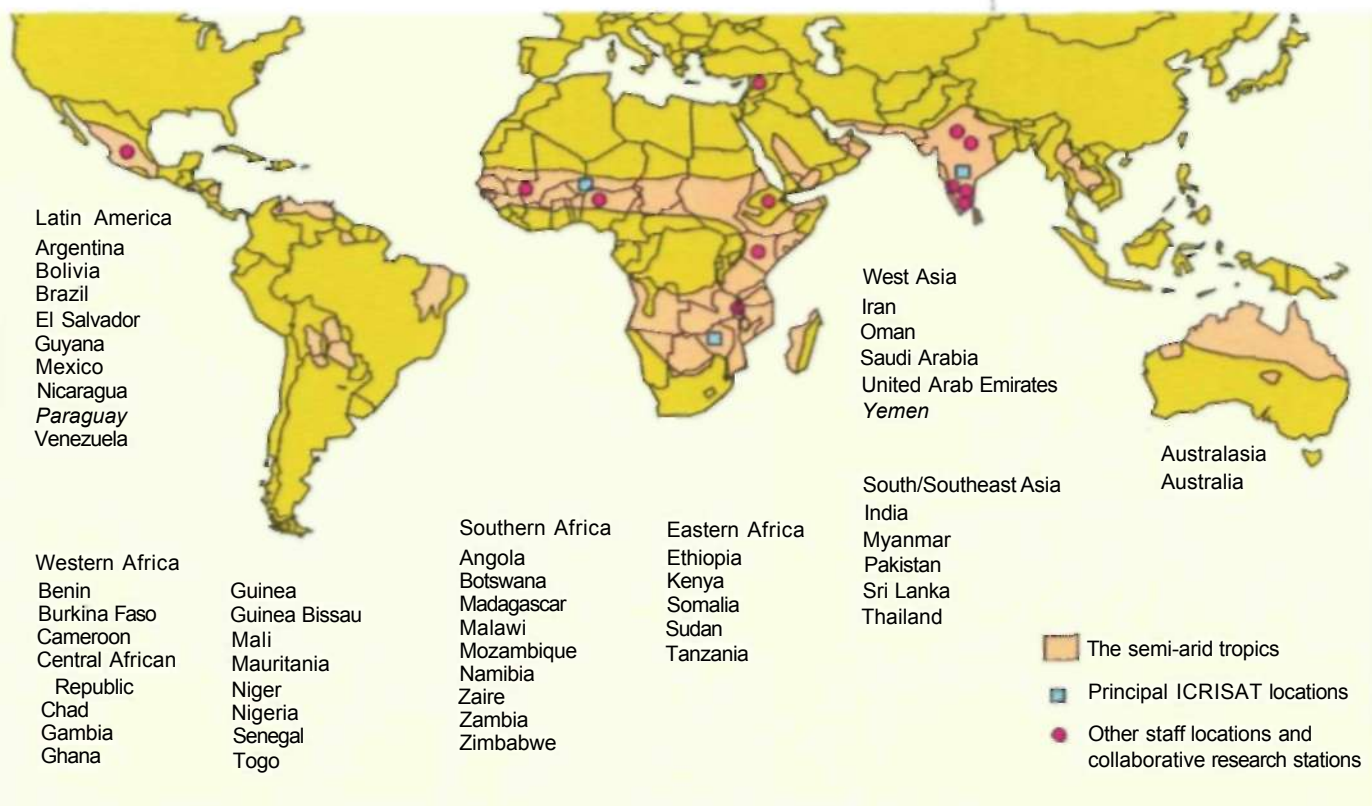 Latin America
Argentina
Bolivia
Brazil
El Salvador
Guyana
Mexico
Nicaragua
Paraguay
Venezuela
Western Africa
Benin
Burkina Faso
Cameroon
Central African
Republic
Chad
Gambia
Ghana
Guinea
Guinea Bissau
Mali
Mauritania
Niger
Nigeria
Senegal
Togo
Southern Africa
Angola
Botswana
Madagascar
Malawi
Mozambique
Namibia
Zaire
Zambia
Zimbabwe
Eastern Africa
Ethiopia
Kenya
Somalia
Sudan
Tanzania
West Asia
Iran
Oman
Saudi Arabia
United Arab Emirates
Yemen
South/Southeast Asia
India
Myanmar
Pakistan
Sri Lanka
Thailand
Australasia
Australia
The semi-arid tropics
Principal ICRISAT locations
Other staff locations and
collaborative research stations